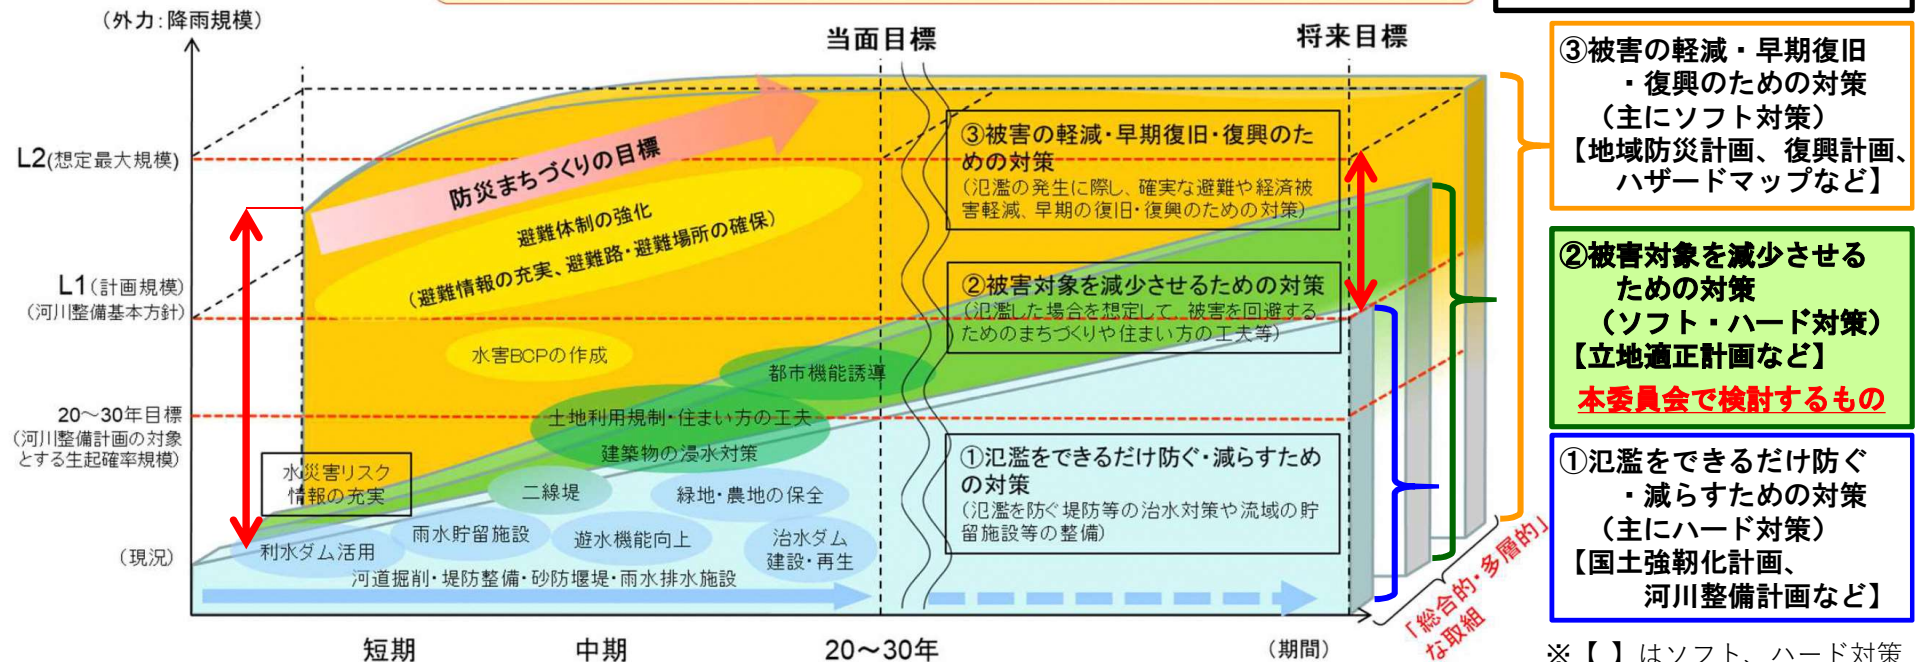 （外力：降雨規模）
当面目標
将来目標
L2(想定最大規模)
L1(計画規模)
(河川整備基本方針)
20～30年目標
(河川整備計画の対象
とする生起確率規模)
（現況）
防災まちづくりの目標
避難体制の強化
(避難情報の充実、避難路・避難場所の確保)
水害BCPの作成
都市機能誘導
土地利用規制・住まい方の工夫
建築物の浸水対策
水災害リスク
情報の充実
二線堤
緑地・農地の保全
利水ダム活用
雨水貯留施設
遊水機能向上
治水ダム
建設・再生
河道掘削・堤防整備・砂防堰堤・雨水排水施設
③被害の軽減・早期復旧・復興のた
めの対策
(氾濫の発生に際し、確実な避難や経済被
害軽減、早期の復旧・復興のための対策)
②被害対象を減少させるための対策
(氾濫した場合を想定して、被害を回避する
ためのまちづくりや住まい方の工夫等)
①氾濫をできるだけ防ぐ・減らすため
の対策
(氾濫を防ぐ堤防等の治水対策や流域の貯
留施設等の整備)
短期
中期
20～30年
（期間）
「総合的・多層的」
な取組
③被害の軽減・早期復旧
・復興のための対策
（主にソフト対策）
【地域防災計画、復興計画、
ハザードマップなど】
②被害対象を減少させる
ための対策
（ソフト・ハード対策）
【立地適正計画など】
本委員会で検討するもの
①氾濫をできるだけ防ぐ
・減らすための対策
（主にハード対策）
【国土強靭化計画、
河川整備計画など】
※【 】はソフト、ハード対策